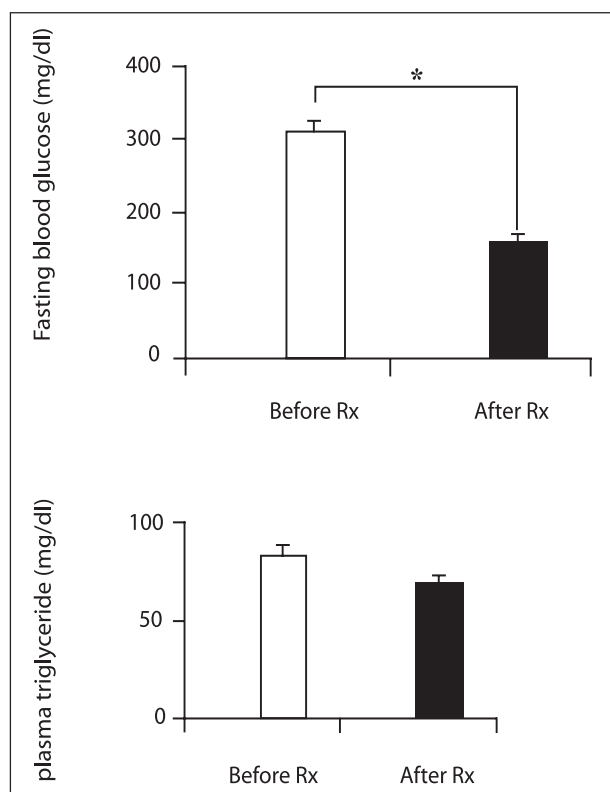 Fasting blood glucose (mg/dl)
400
300
200
100
0
*
Before Rx After Rx
plasma triglyceride (mg/dl)
100
50
0
Before Rx After Rx